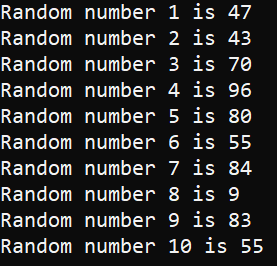 Random number 1 is 47
Random number 2 is 43
Random number 3 is 70
Random number 4 is 96
Random number 5 is 80
Random number 6 is 55
Random number 7 is 84
Random number 8 is 9
Random number 9 is 83
Random number 10 is 55